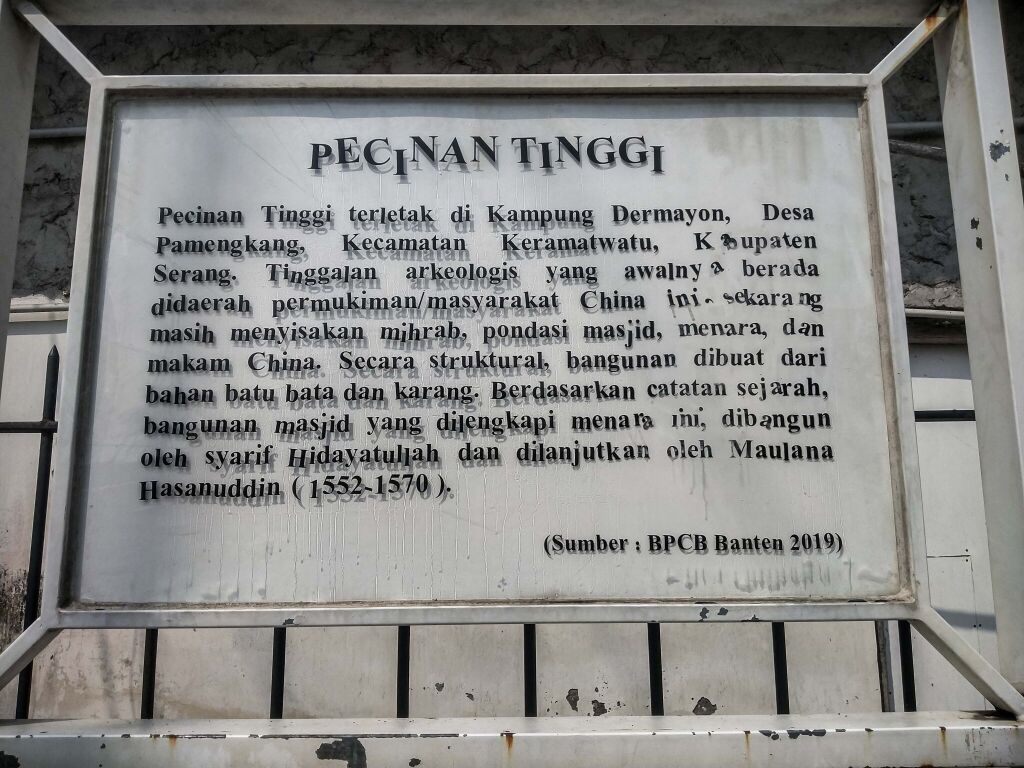 PECINAN TINGGI
Pecinan Tinggi terletak di Kampung Dermayon, Desa
Pamengkang, Kecamatan Keramatwatu, Kabupaten
Serang. Tinggalan arkeologis yang awalnya berada
didaerah permukiman/masyarakat China ini. sekarang
masih menyisakan mihrab, pondasi masjid, menara, dan
makam China. Secara struktural, bangunan dibuat dari
bahan batu bata dan karang. Berdasarkan catatan sejarah,
bangunan masjid yang dilengkapi menara ini, dibangun
oleh syarif Hidayatullah dan dilanjutkan oleh Maulana
Hasanuddin (1552-1570).
(Sumber : BPCB Banten 2019)